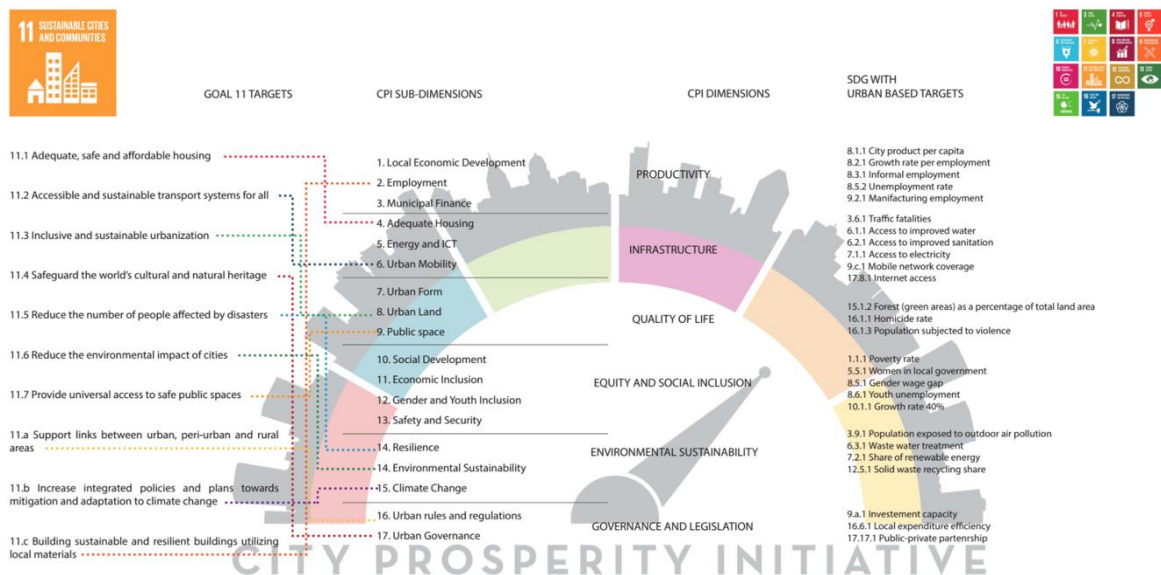 11 SUSTAINABLE CITIES
AND COMMUNITIES
GOAL 11 TARGETS
CPI SUB-DIMENSIONS
CPI DIMENSIONS
SDG WITH
URBAN BASED TARGETS
11.1 Adequate, safe and affordable housing
11.2 Accessible and sustainable transport systems for all
11.3 Inclusive and sustainable urbanization
11.4 Safeguard the world's cultural and natural heritage
11.5 Reduce the number of people affected by disasters
11.6 Reduce the environmental impact of cities
11.7 Provide universal access to safe public spaces
11.a Support links between urban, peri-urban and rural
areas
11.b Increase integrated policies and plans towards
mitigation and adaptation to climate change
11.c Building sustainable and resilient buildings utilizing
local materials
1. Local Economic Development
2. Employment
3. Municipal Finance
4. Adequate Housing
5. Energy and ICT
6. Urban Mobility
7. Urban Form
8. Urban Land
9. Public space
10. Social Development
11. Economic Inclusion
12. Gender and Youth Inclusion
13. Safety and Security
14. Resilience
14. Environmental Sustainability
15. Climate Change
16. Urban rules and regulations
17. Urban Governance
PRODUCTIVITY
INFRASTRUCTURE
QUALITY OF LIFE
EQUITY AND SOCIAL INCLUSION
ENVIRONMENTAL SUSTAINABILITY
GOVERNANCE AND LEGISLATION
8.1.1 City product per capita
8.2.1 Growth rate per employment
8.3.1 Informal employment
8.5.2 Unemployment rate
9.2.1 Manifacturing employment
3.6.1 Traffic fatalities
6.1.1 Access to improved water
6.2.1 Access to improved sanitation
7.1.1 Access to electricity
9.c.1 Mobile network coverage
17.8.1 Internet access
15.1.2 Forest (green areas) as a percentage of total land area
16.1.1 Homicide rate
16.1.3 Population subjected to violence
1.1.1 Poverty rate
5.5.1 Women in local government
8.5.1 Gender wage gap
8.6.1 Youth unemployment
10.1.1 Growth rate 40%
3.9.1 Population exposed to outdoor air pollution
6.3.1 Waste water treatment
7.2.1 Share of renewable energy
12.5.1 Solid waste recycling share
9.a.1 Investement capacity
16.6.1 Local expenditure efficiency
17.17.1 Public-private partenrship
CITY PROSPERITY INITIATIVE